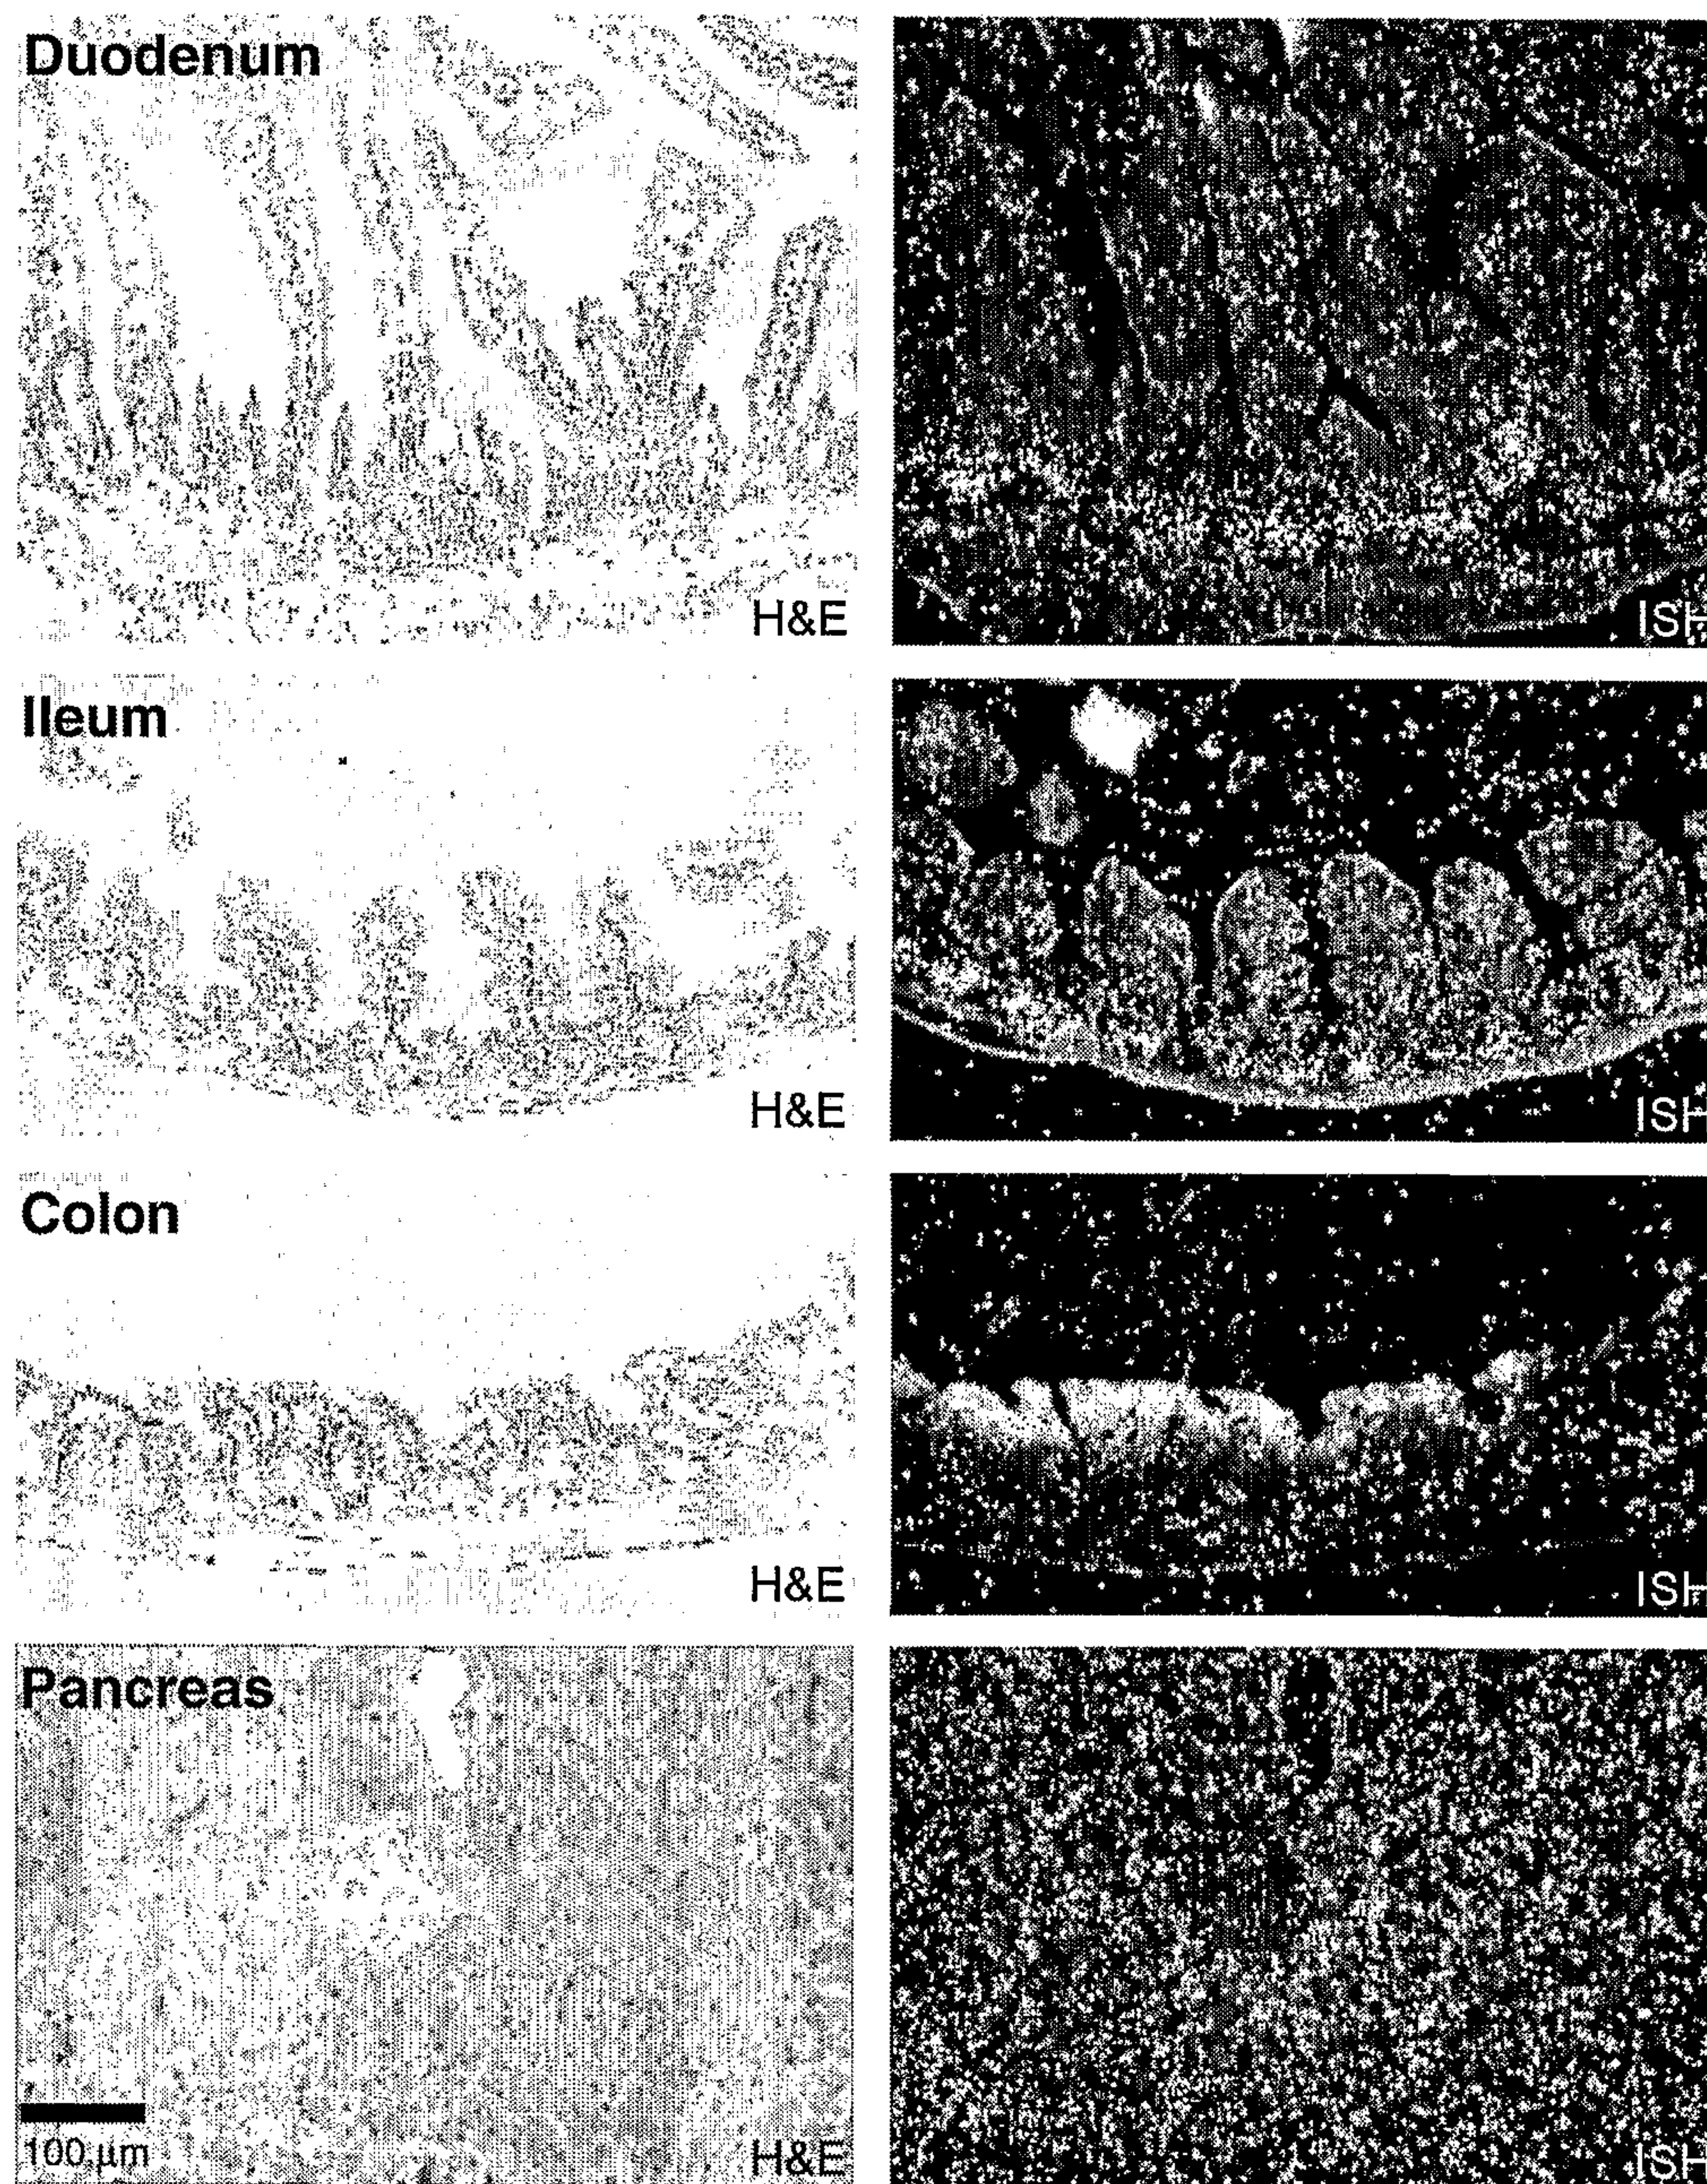 Duodenum
H&E
ISH
Ileum
H&E
ISH
Colon
H&E
ISH
Pancreas
100 µm
H&E
ISH